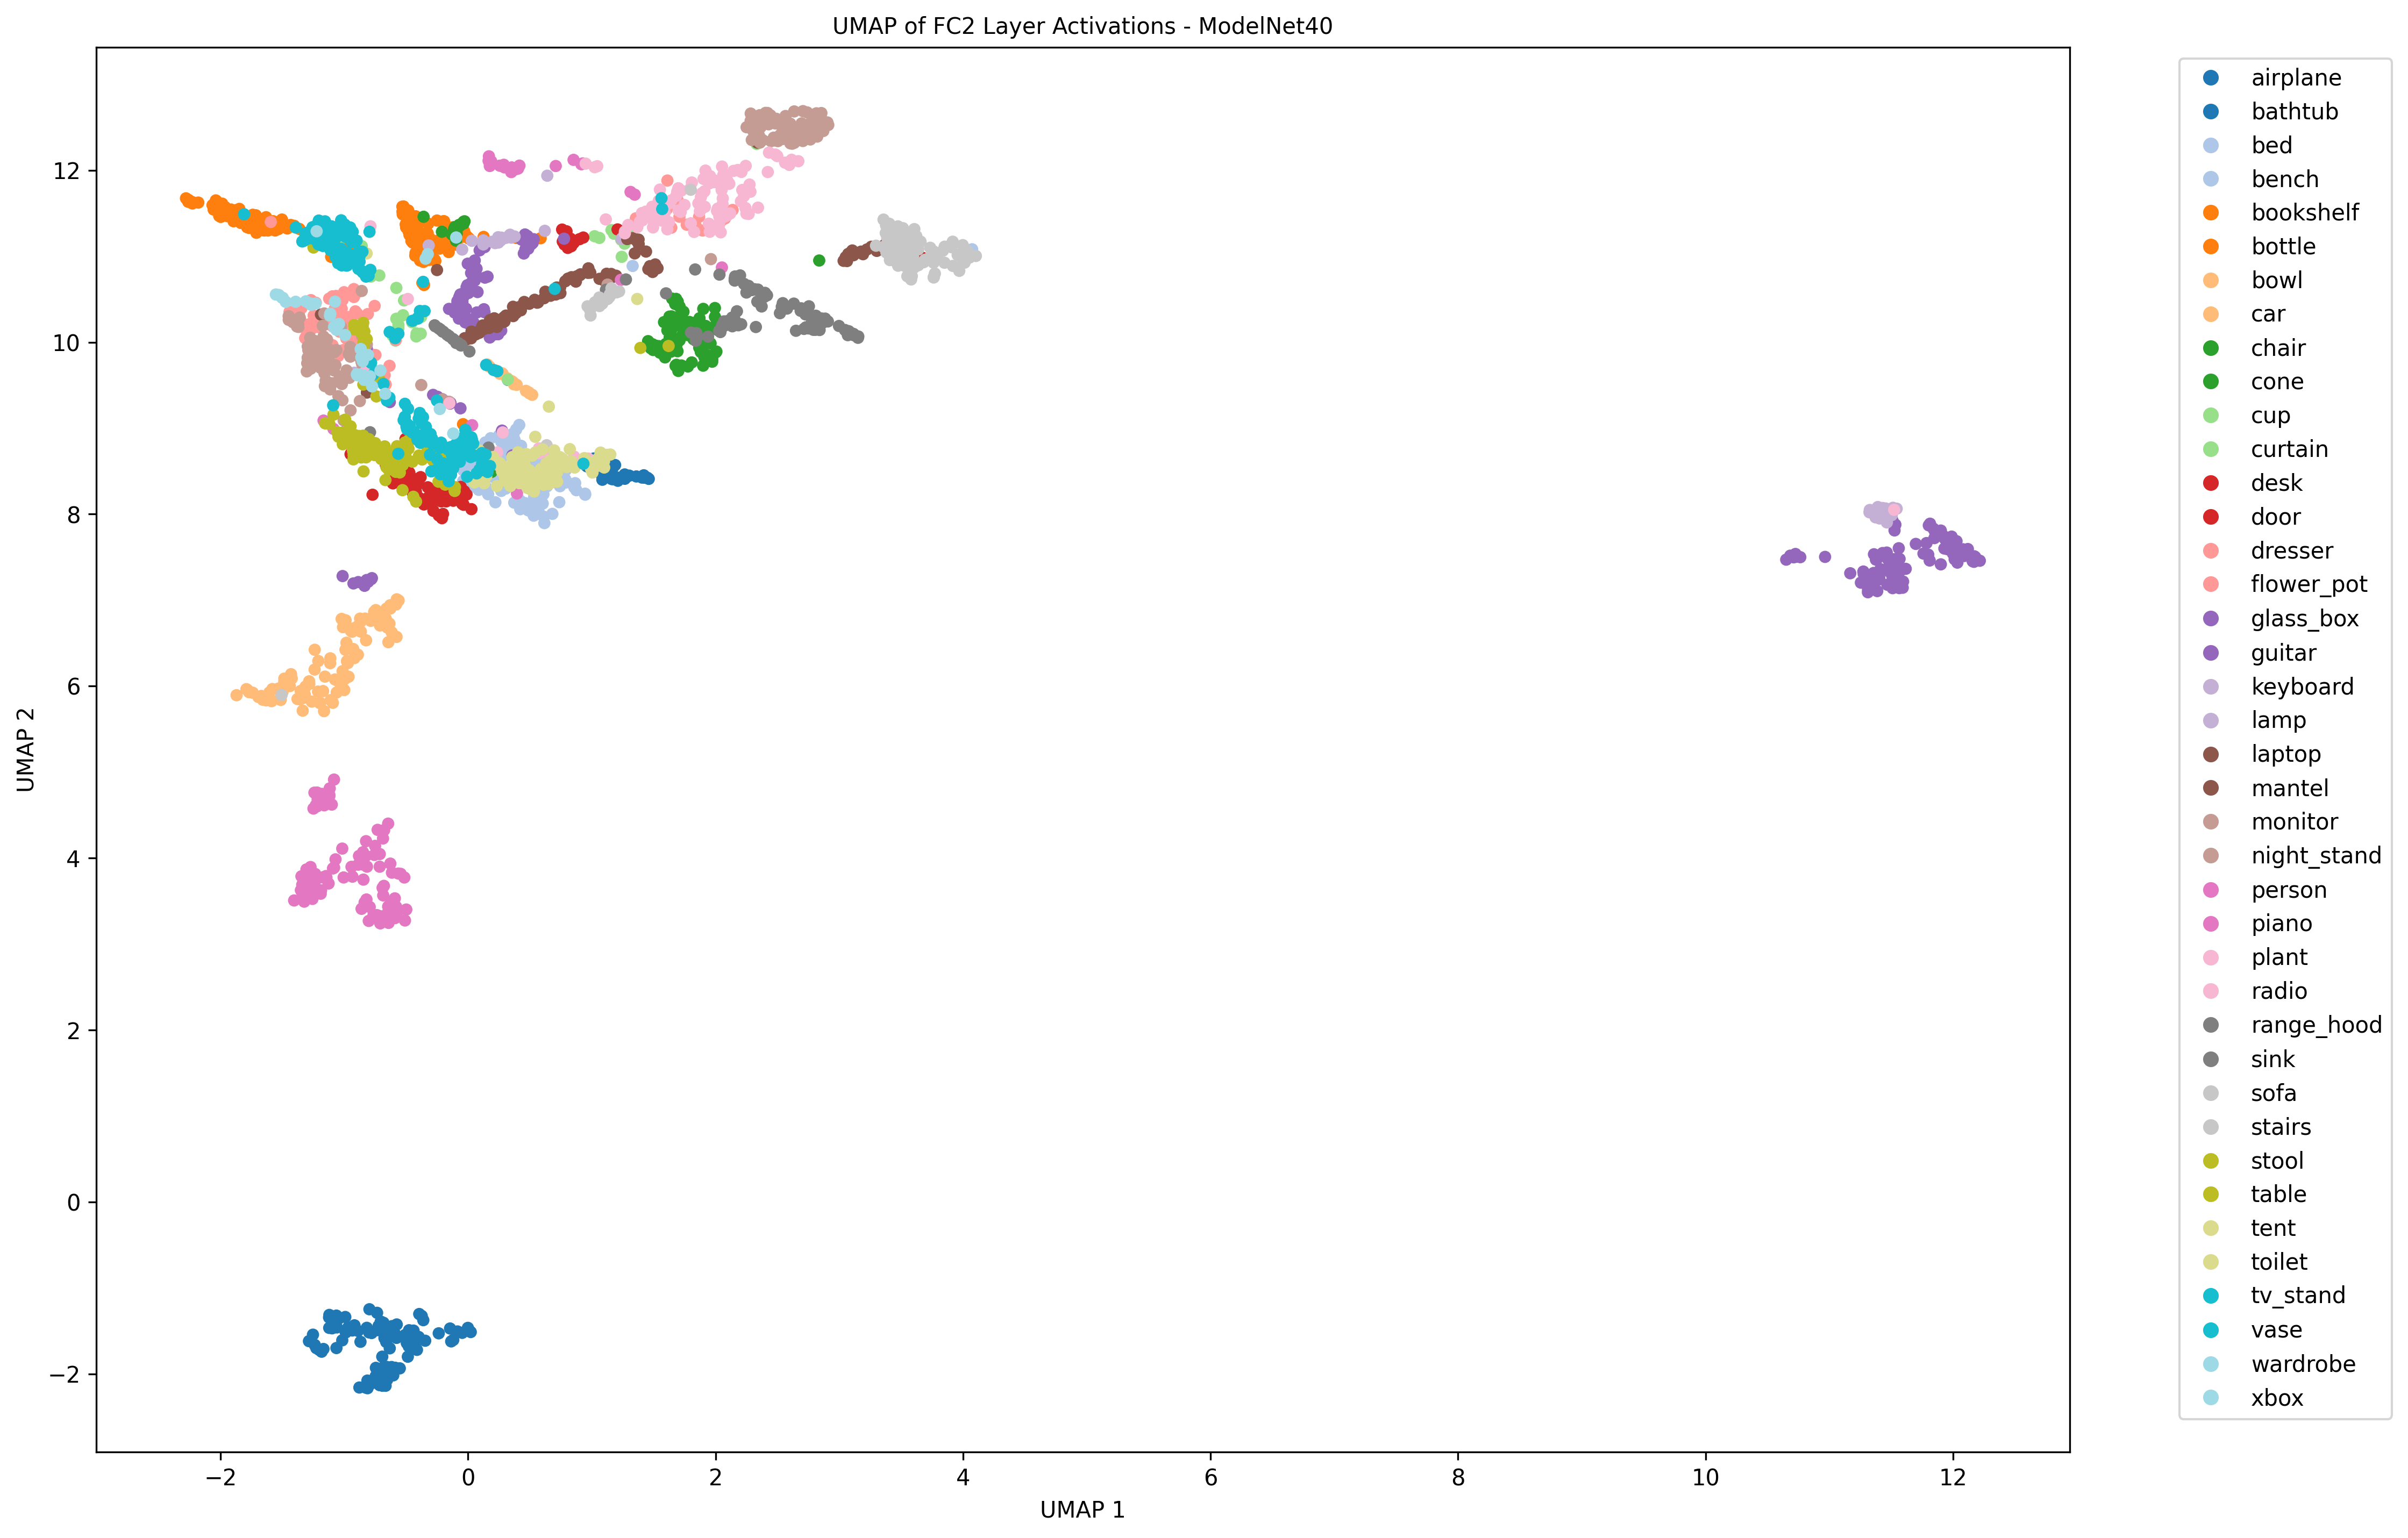 UMAP of FC2 Layer Activations - ModelNet40
12
10
8
6
4
2
0
−2
UMAP 2
−2
0
2
4
6
8
10
12
UMAP 1
airplane
bathtub
bed
bench
bookshelf
bottle
bowl
car
chair
cone
cup
curtain
desk
door
dresser
flower_pot
glass_box
guitar
keyboard
lamp
laptop
mantel
monitor
night_stand
person
piano
plant
radio
range_hood
sink
sofa
stairs
stool
table
tent
toilet
tv_stand
vase
wardrobe
xbox